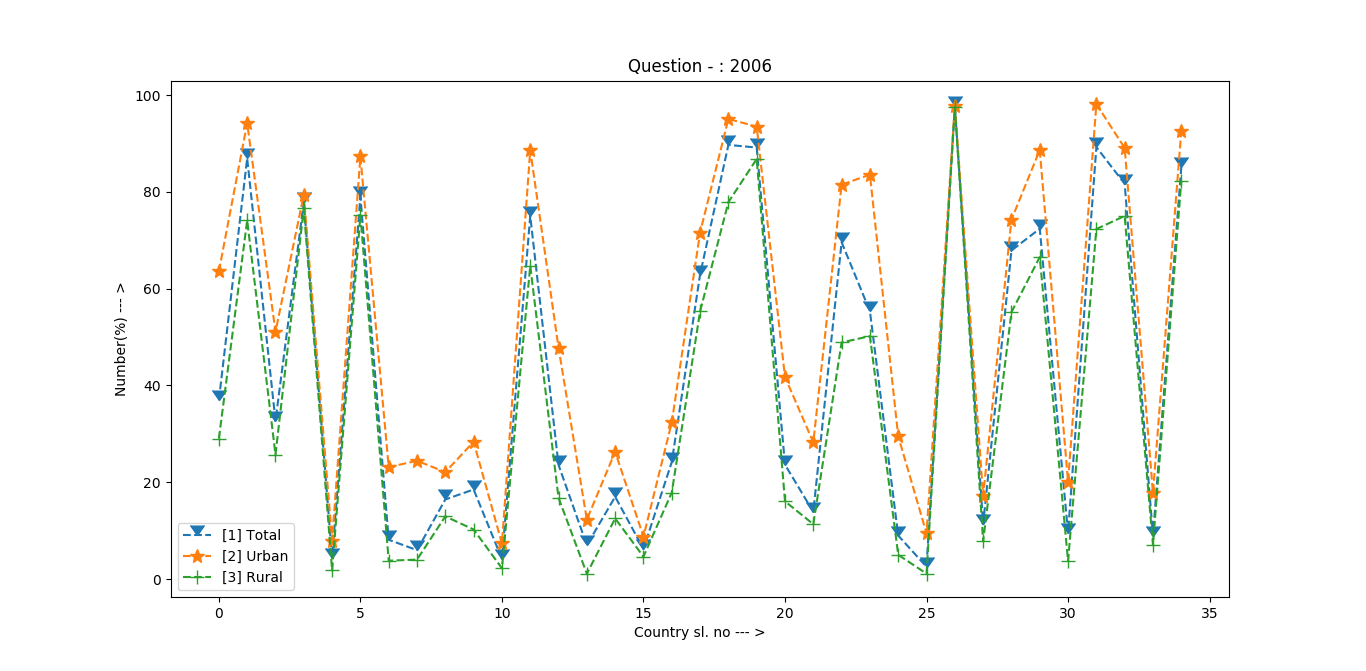 Question - : 2006
Number(%) --- >
100
80
60
40
20
0
[1] Total
[2] Urban
[3] Rural
0 5 10 15 20 25 30 35
Country sl. no --- >